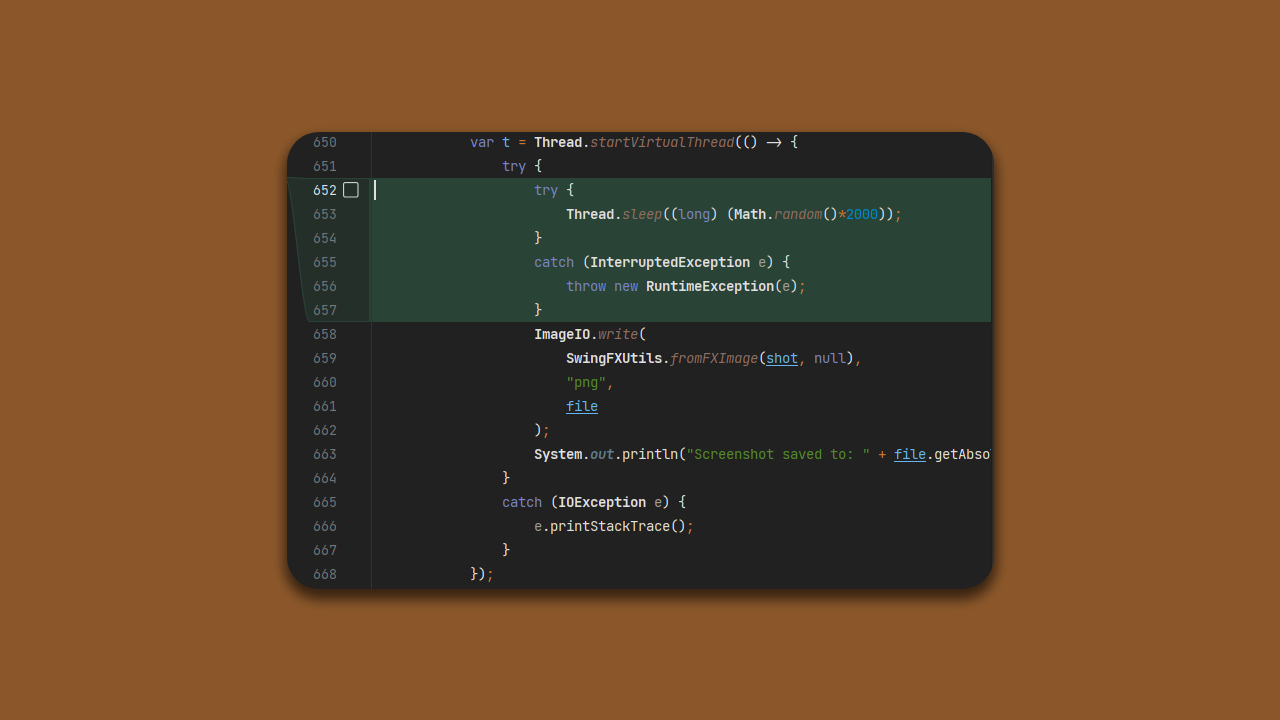 650 var t = Thread.startVirtualThread(() -> {
651 try {
652 try {
653 Thread.sleep((long) (Math.random()*2000));
654 }
655 catch (InterruptedException e) {
656 throw new RuntimeException(e);
657 }
658 ImageIO.write(
659 SwingFXUtils.fromFXImage(shot, null),
660 "png",
661 file
662 );
663 System.out.println("Screenshot saved to: " + file.getAbso
664 }
665 catch (IOException e) {
666 e.printStackTrace();
667 }
668 });